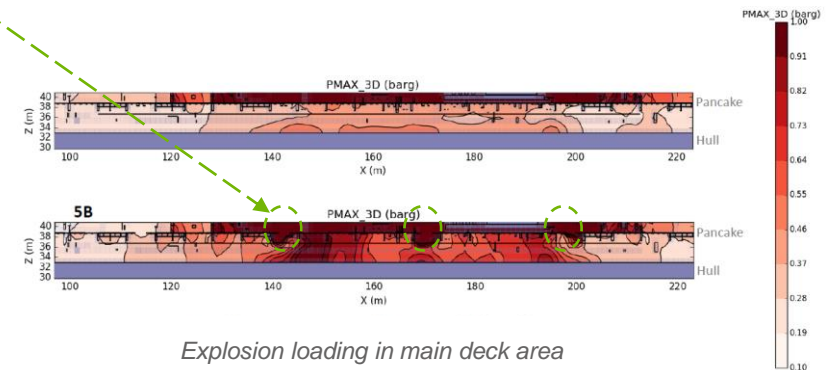 PMAX_3D (barg)
1.00
0.91
0.82
0.73
0.64
0.55
0.46
0.37
0.28
0.19
0.10
PMAX_3D (barg)
Z (m)
40
38
36
34
32
30
Pancake
Hull
100 120 140 160 180 200 220
X (m)
5B
PMAX_3D (barg)
Z (m)
40
38
36
34
32
30
Pancake
Hull
100 120 140 160 180 200 220
X (m)
Explosion loading in main deck area